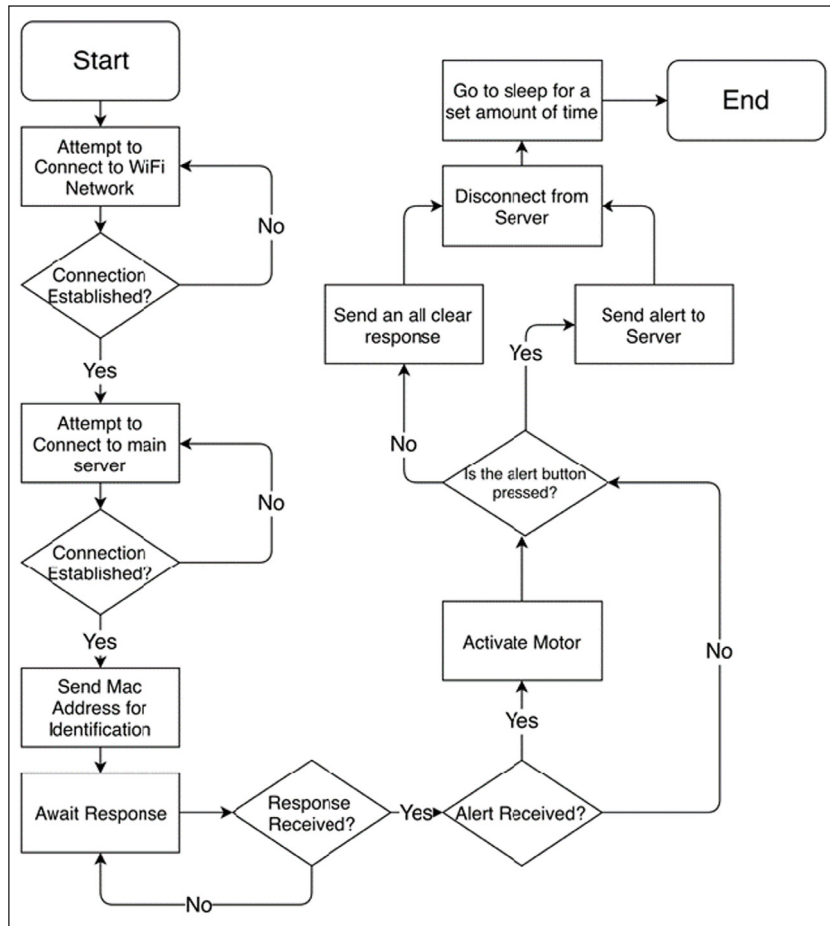 Start
Attempt to
Connect to WiFi
Network
No
Connection
Established?
Yes
Attempt to
Connect to main
server
No
Connection
Established?
Yes
Send Mac
Address for
Identification
Await Response
Response
Received?
No
Yes
Alert Received?
Yes
No
Activate Motor
Is the alert button
pressed?
No
Yes
Send an all clear
response
Send alert to
Server
Disconnect from
Server
Go to sleep for a
set amount of time
End